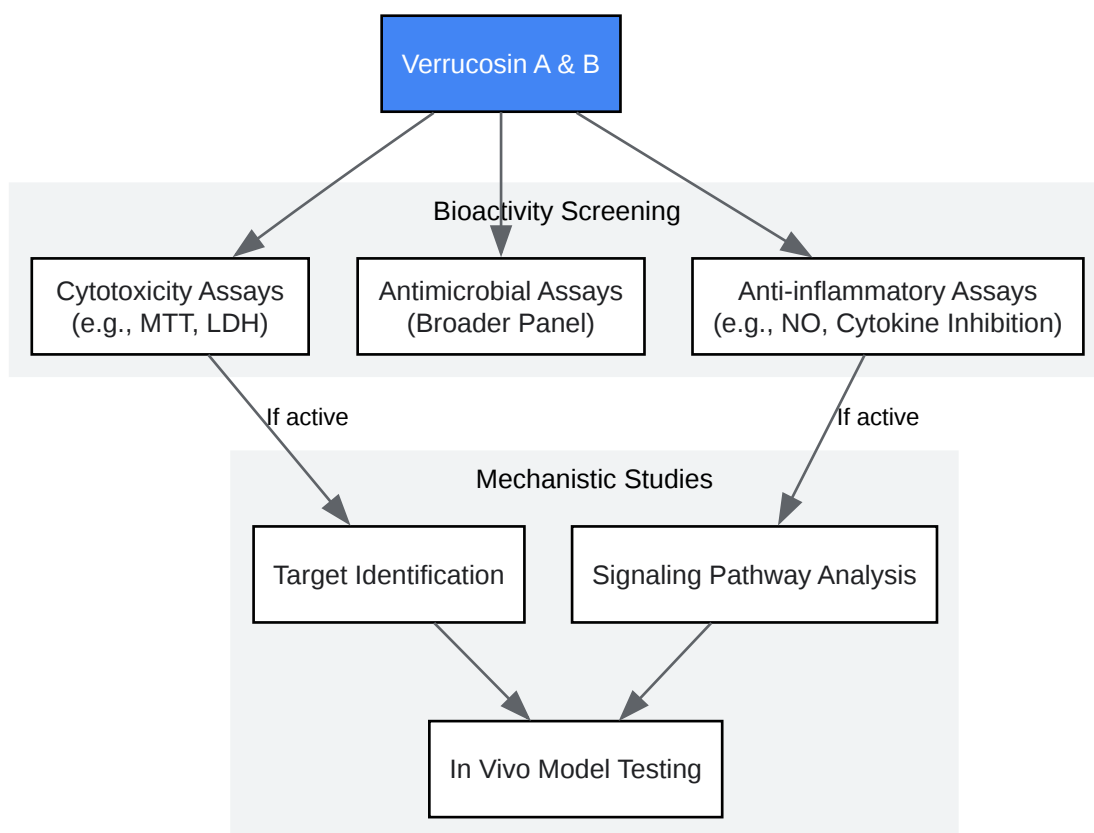 Verrucosin A & B
Bioactivity Screening
Cytotoxicity Assays
(e.g., MTT, LDH)
Antimicrobial Assays
(Broader Panel)
Anti-inflammatory Assays
(e.g., NO, Cytokine Inhibition)
If active
If active
Mechanistic Studies
Target Identification
Signaling Pathway Analysis
In Vivo Model Testing